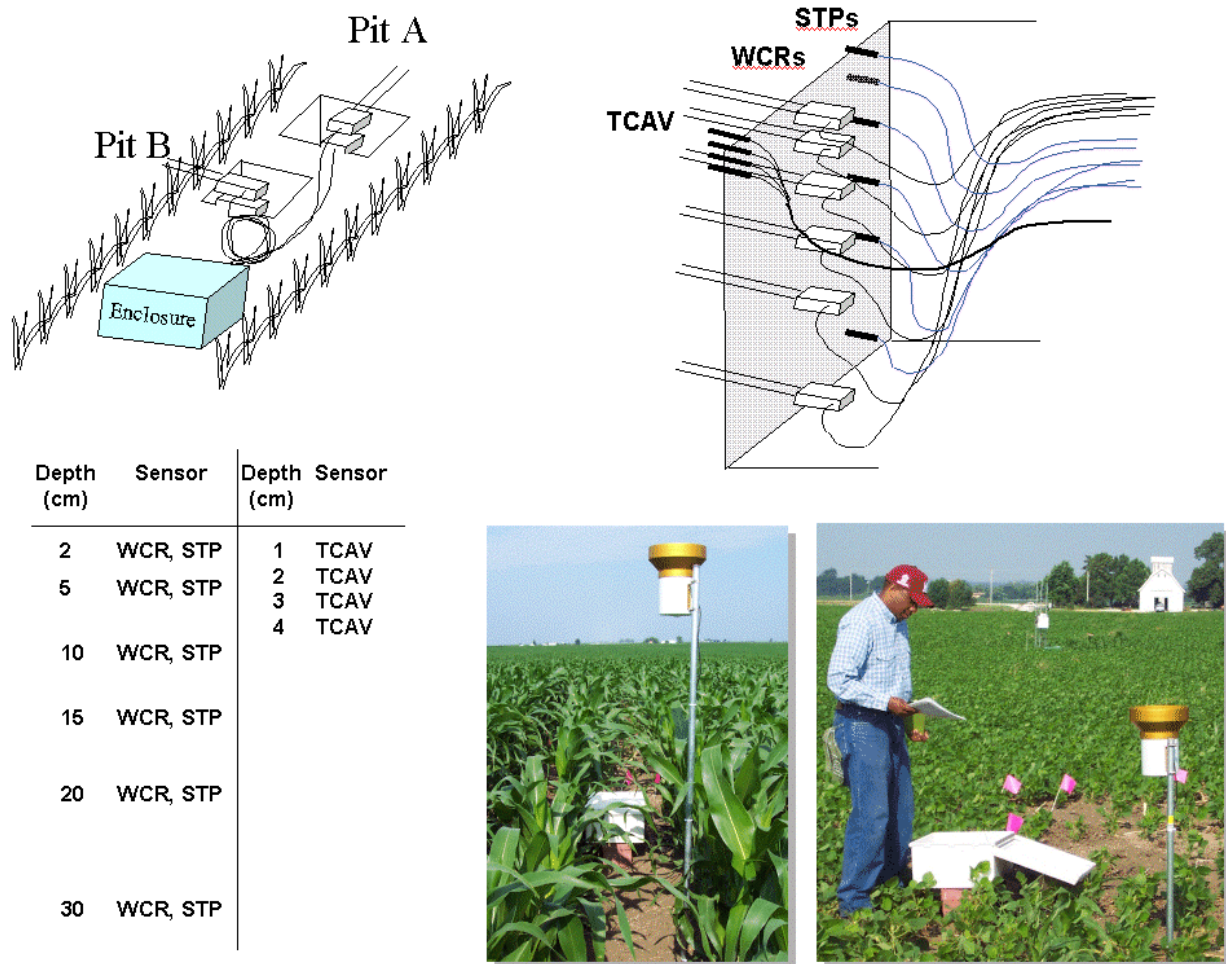 Pit A
Pit B
Enclosure
STPs
WCRs
TCAV
Depth Sensor Depth Sensor
(cm) (cm)
2 WCR, STP 1 TCAV
2 TCAV
5 WCR, STP
3 TCAV
4 TCAV
10 WCR, STP
15 WCR, STP
20 WCR, STP
30 WCR, STP